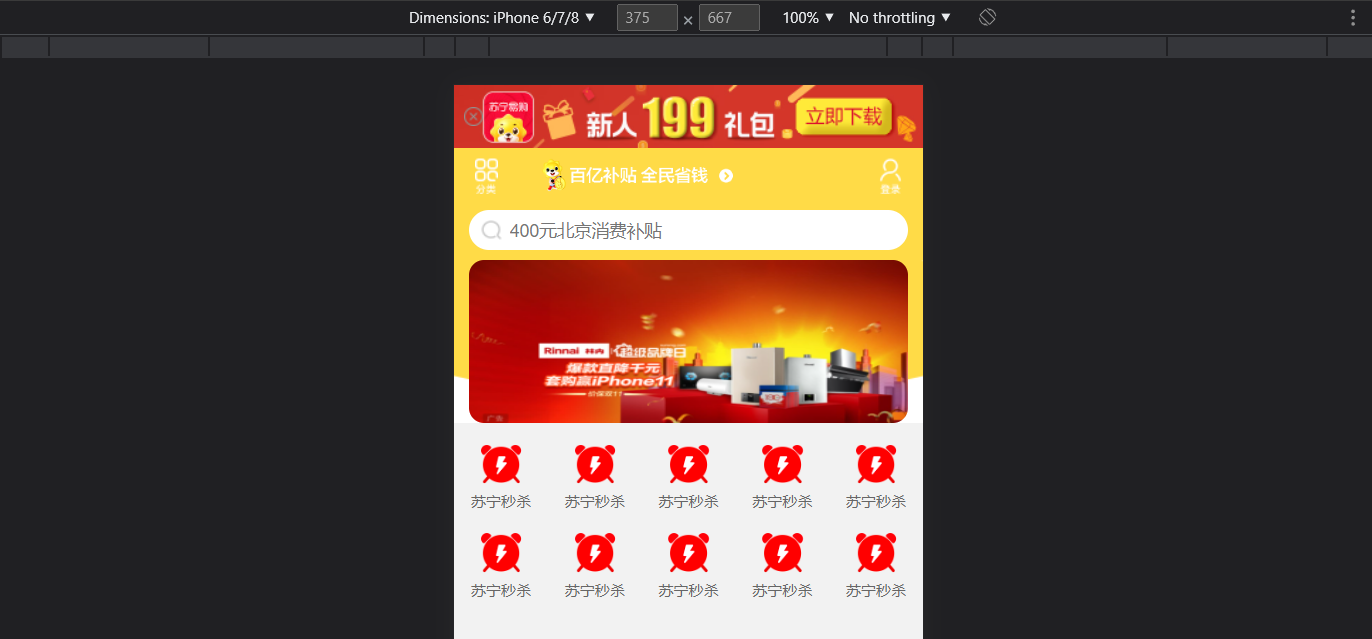 Dimensions: iPhone 6/7/8 ▼ 375 × 667 100% ▼ No throttling ▼
苏宁易购
新人199礼包
立即下载
分类
百亿补贴 全民省钱
登录
400元北京消费补贴
Rinnai 林内 超级品牌日
爆款直降千元
套购赢iPhone11
价保双11
广告
苏宁秒杀 苏宁秒杀 苏宁秒杀 苏宁秒杀 苏宁秒杀
苏宁秒杀 苏宁秒杀 苏宁秒杀 苏宁秒杀 苏宁秒杀